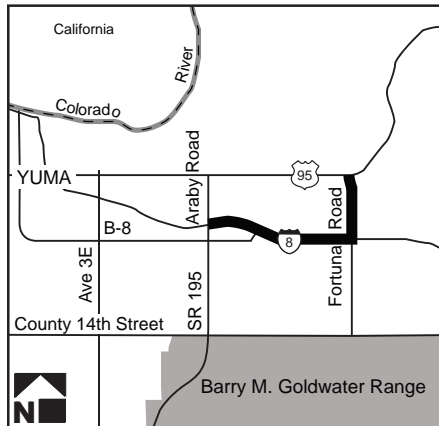 California
River
Colorado
Araby Road
95
YUMA
Fortuna Road
B-8
8
Ave 3E
SR 195
County 14th Street
Barry M. Goldwater Range
N